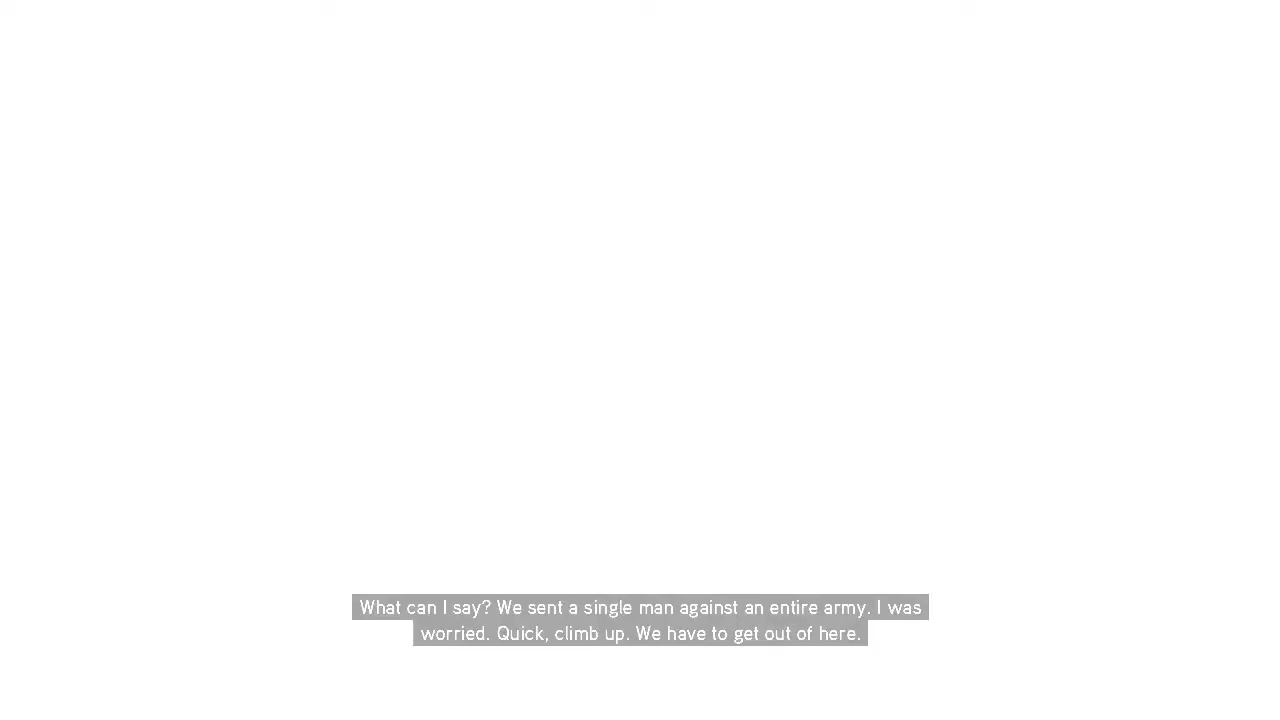 What can I say? We sent a single man against an entire army. I was
worried. Quick, climb up. We have to get out of here.